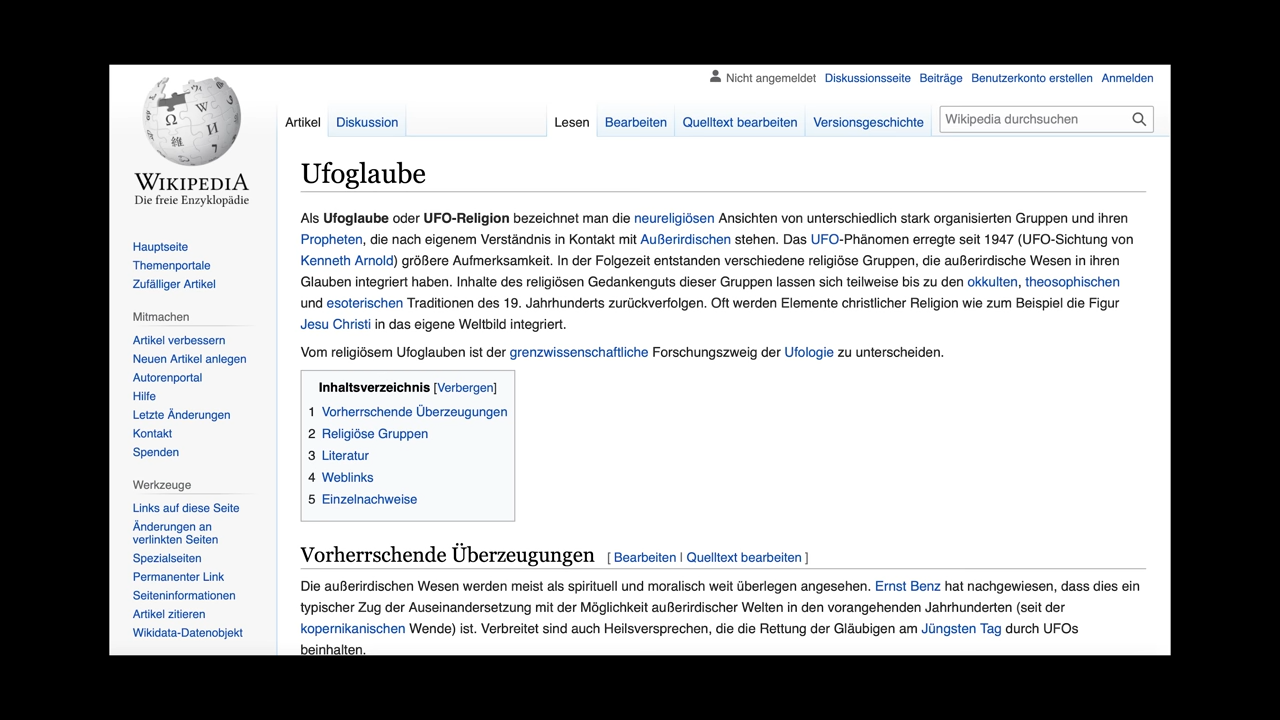 Nicht angemeldet Diskussionsseite Beiträge Benutzerkonto erstellen Anmelden
Artikel Diskussion Lesen Bearbeiten Quelltext bearbeiten Versionsgeschichte Wikipedia durchsuchen
WIKIPEDIA
Die freie Enzyklopädie
Hauptseite
Themenportale
Zufälliger Artikel
Mitmachen
Artikel verbessern
Neuen Artikel anlegen
Autorenportal
Hilfe
Letzte Änderungen
Kontakt
Spenden
Werkzeuge
Links auf diese Seite
Änderungen an
verlinkten Seiten
Spezialseiten
Permanenter Link
Seiteninformationen
Artikel zitieren
Wikidata-Datenobjekt
Ufoglaube
Als Ufoglaube oder UFO-Religion bezeichnet man die neureligiösen Ansichten von unterschiedlich stark organisierten Gruppen und ihren
Propheten, die nach eigenem Verständnis in Kontakt mit Außerirdischen stehen. Das UFO-Phänomen erregte seit 1947 (UFO-Sichtung von
Kenneth Arnold) größere Aufmerksamkeit. In der Folgezeit entstanden verschiedene religiöse Gruppen, die außerirdische Wesen in ihren
Glauben integriert haben. Inhalte des religiösen Gedankenguts dieser Gruppen lassen sich teilweise bis zu den okkulten, theosophischen
und esoterischen Traditionen des 19. Jahrhunderts zurückverfolgen. Oft werden Elemente christlicher Religion wie zum Beispiel die Figur
Jesu Christi in das eigene Weltbild integriert.
Vom religiösem Ufoglauben ist der grenzwissenschaftliche Forschungszweig der Ufologie zu unterscheiden.
Inhaltsverzeichnis [Verbergen]
1 Vorherrschende Überzeugungen
2 Religiöse Gruppen
3 Literatur
4 Weblinks
5 Einzelnachweise
Vorherrschende Überzeugungen [ Bearbeiten | Quelltext bearbeiten ]
Die außerirdischen Wesen werden meist als spirituell und moralisch weit überlegen angesehen. Ernst Benz hat nachgewiesen, dass dies ein
typischer Zug der Auseinandersetzung mit der Möglichkeit außerirdischer Welten in den vorangehenden Jahrhunderten (seit der
kopernikanischen Wende) ist. Verbreitet sind auch Heilsversprechen, die die Rettung der Gläubigen am Jüngsten Tag durch UFOs
beinhalten.